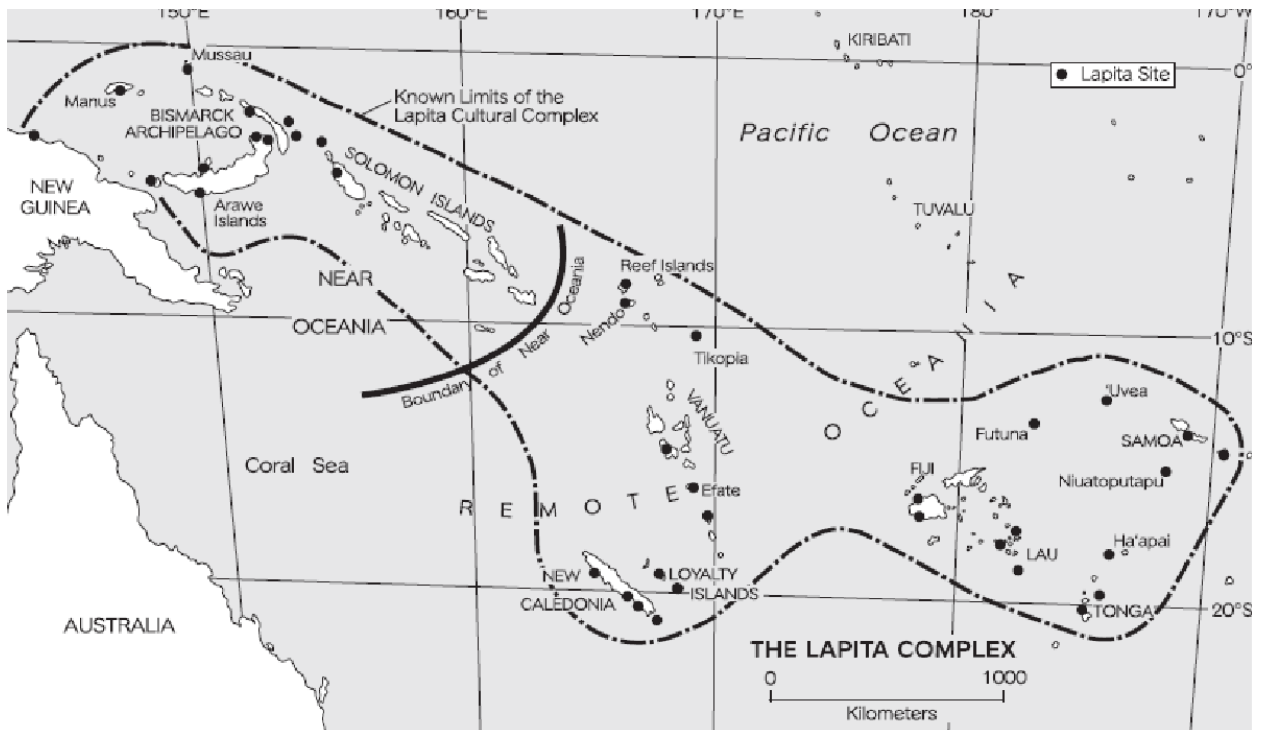 150°E
160°E
170°E
180°
170°W
KIRIBATI
Mussau
0°
Lapita Site
Manus
Known Limits of the
Lapita Cultural Complex
BISMARCK
ARCHIPELAGO
Pacific Ocean
SOLOMON ISLANDS
NEW
GUINEA
Arawe
Islands
TUVALU
NEAR
OCEANIA
Reef Islands
Nendo
Boundary of Near Oceania
10°S
Tikopia
'Uvea
VANUATU
Futuna
SAMOA
Coral Sea
FIJI
Niuatoputapu
Efate
REMOTE OCEANIA
Ha'apai
LAU
NEW
CALEDONIA
LOYALTY
ISLANDS
TONGA
20°S
AUSTRALIA
THE LAPITA COMPLEX
0 1000
Kilometers